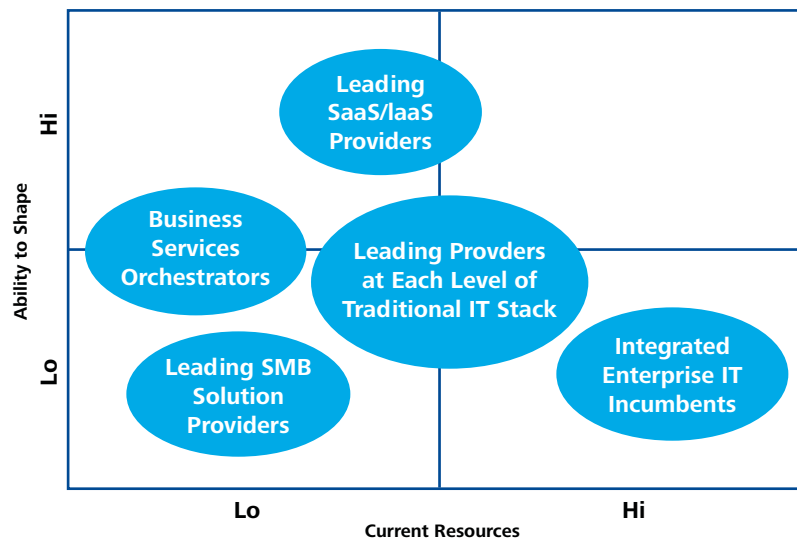 Hi
Lo
Ability to Shape
Leading
SaaS/IaaS
Providers
Business
Services
Orchestrators
Leading Provders
at Each Level of
Traditional IT Stack
Leading SMB
Solution
Providers
Integrated
Enterprise IT
Incumbents
Lo
Hi
Current Resources